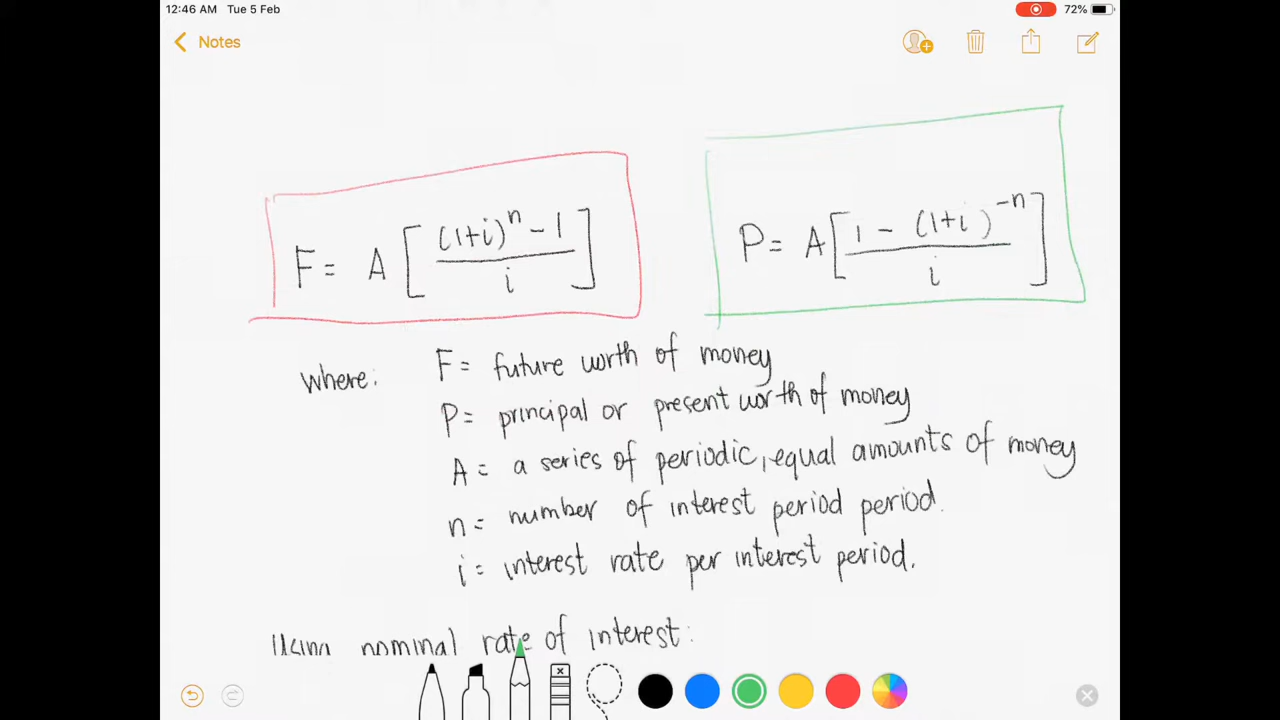 12:46 AM Tue 5 Feb 72%
Notes
F = A [ ((1+i)^n - 1) / i ]
P = A [ (1 - (1+i)^-n) / i ]
where: F = future worth of money
P = principal or present worth of money
A = a series of periodic, equal amounts of money
n = number of interest period period.
i = interest rate per interest period.
Using nominal rate of interest: